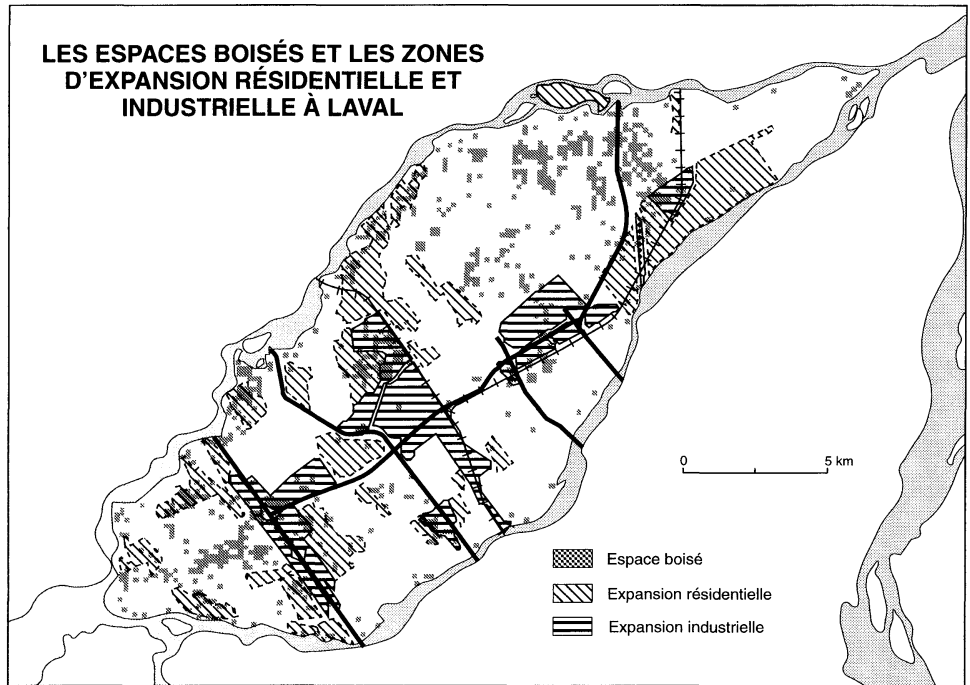 LES ESPACES BOISÉS ET LES ZONES
D'EXPANSION RÉSIDENTIELLE ET
INDUSTRIELLE À LAVAL
0 5 km
Espace boisé
Expansion résidentielle
Expansion industrielle